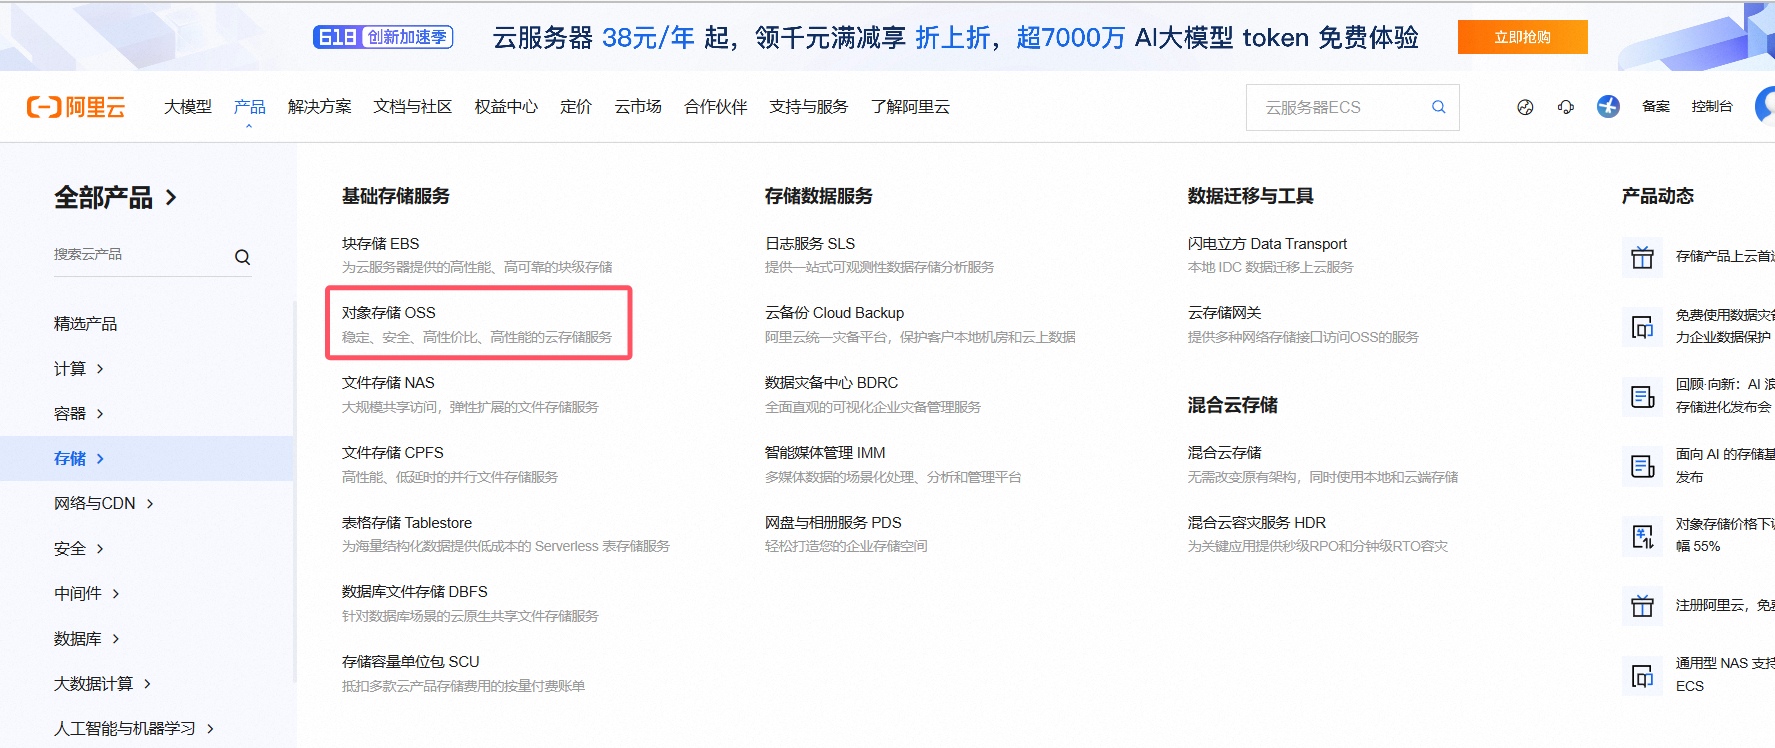 618 创新加速季 云服务器 38元/年 起，领千元满减享 折上折，超7000万 AI大模型 token 免费体验 立即抢购
阿里云 大模型 产品 解决方案 文档与社区 权益中心 定价 云市场 合作伙伴 支持与服务 了解阿里云 云服务器ECS 备案 控制台
全部产品
搜索云产品
精选产品
计算
容器
存储
网络与CDN
安全
中间件
数据库
大数据计算
人工智能与机器学习
基础存储服务
块存储 EBS
为云服务器提供的高性能、高可靠的块级存储
对象存储 OSS
稳定、安全、高性价比、高性能的云存储服务
文件存储 NAS
大规模共享访问，弹性扩展的文件存储服务
文件存储 CPFS
高性能、低延时的并行文件存储服务
表格存储 Tablestore
为海量结构化数据提供低成本的 Serverless 表存储服务
数据库文件存储 DBFS
针对数据库场景的云原生共享文件存储服务
存储容量单位包 SCU
抵扣多款云产品存储费用的按量付费账单
存储数据服务
日志服务 SLS
提供一站式可观测性数据存储分析服务
云备份 Cloud Backup
阿里云统一灾备平台，保护客户本地机房和云上数据
数据灾备中心 BDRC
全面直观的可视化企业灾备管理服务
智能媒体管理 IMM
多媒体数据的场景化处理、分析和管理平台
网盘与相册服务 PDS
轻松打造您的企业存储空间
数据迁移与工具
闪电立方 Data Transport
本地 IDC 数据迁移上云服务
云存储网关
提供多种网络存储接口访问OSS的服务
混合云存储
混合云存储
无需改变原有架构，同时使用本地和云端存储
混合云容灾服务 HDR
为关键应用提供秒级RPO和分钟级RTO容灾
产品动态
存储产品上云首选
免费使用数据灾备
力企业数据保护
回顾·向新：AI 浪
存储进化发布会
面向 AI 的存储基
发布
对象存储价格下调
幅 55%
注册阿里云，免费
通用型 NAS 支持
ECS